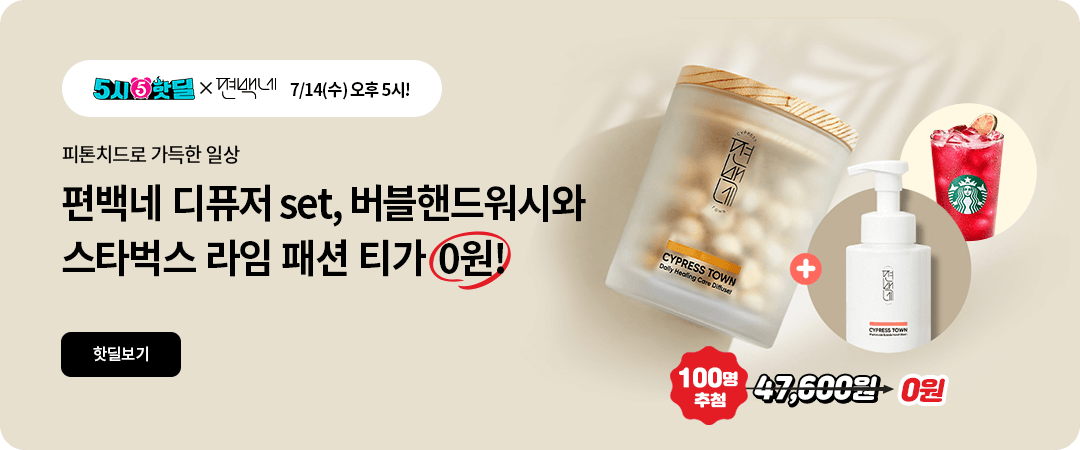 5시 5 핫딜 × 편백네 7/14(수) 오후 5시!
피톤치드로 가득한 일상
편백네 디퓨저 set, 버블핸드워시와
스타벅스 라임 패션 티가 0원!
핫딜보기
CYPRESS
편백네
TOWN
CYPRESS TOWN
Daily Healing Care Diffuser
+
편백네
CYPRESS TOWN
100명
추첨
47,600원 → 0원